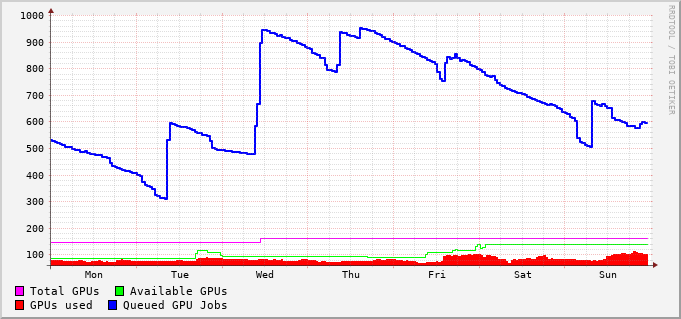 1000
900
800
700
600
500
400
300
200
100
Mon Tue Wed Thu Fri Sat Sun
Total GPUs Available GPUs
GPUs used Queued GPU Jobs
RRDTOOL / TOBI OETIKER